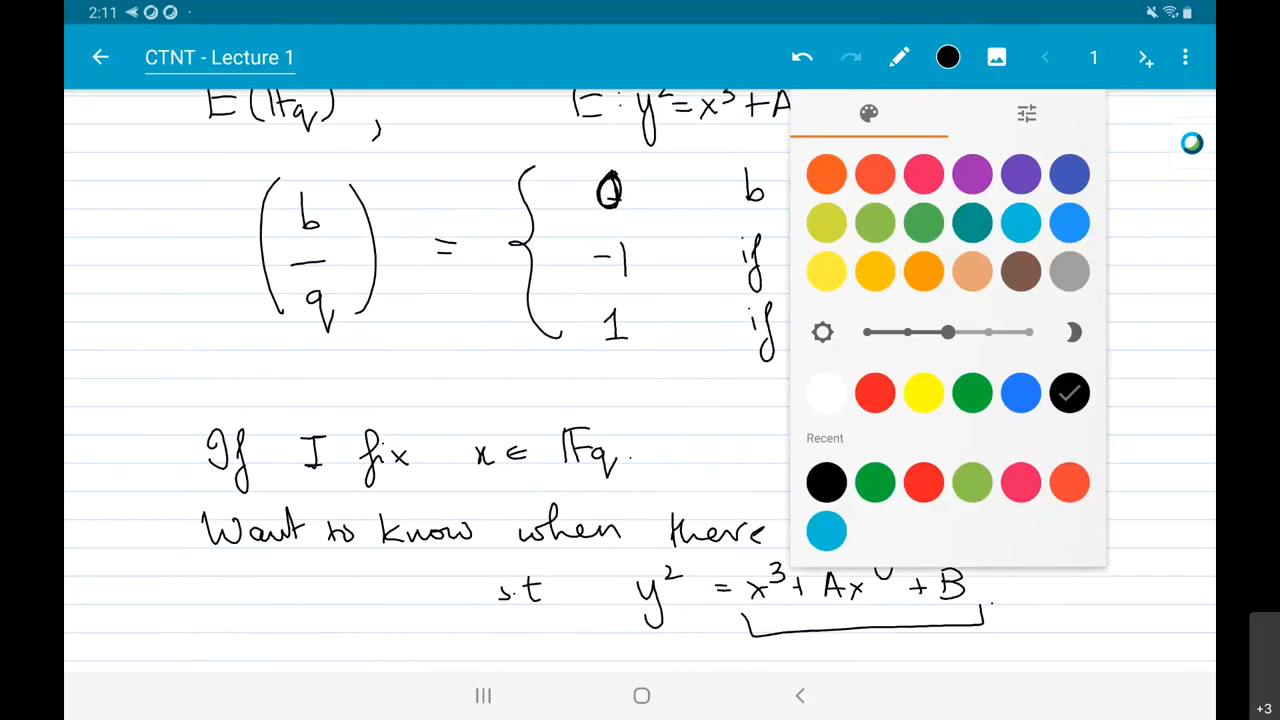 2:11
CTNT - Lecture 1
1
E(Fq), E: y² = x³ + A
(b/q) = { 0 b
-1 if
1 if
Recent
If I fix x ∈ Fq.
Want to know when there
s.t y² = x³ + Ax + B
+3